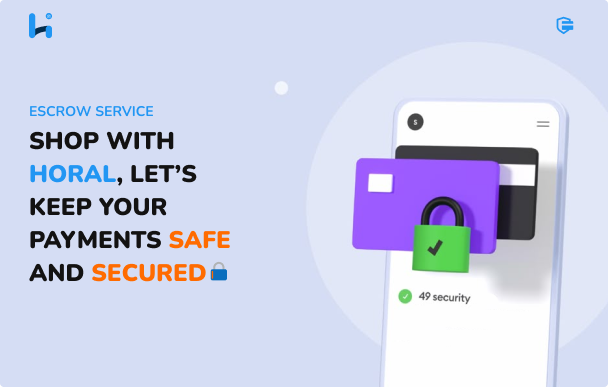 ESCROW SERVICE
SHOP WITH
HORAL, LET’S
KEEP YOUR
PAYMENTS SAFE
AND SECURED
S
49 security